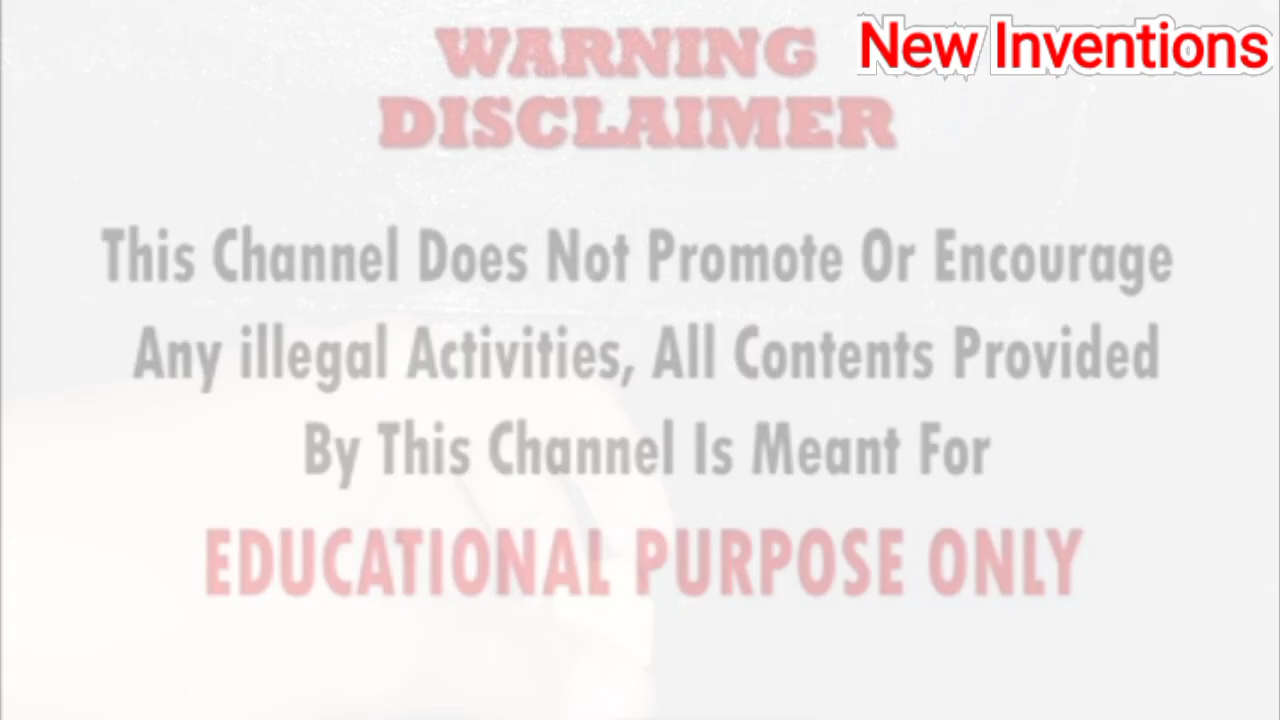 New Inventions
WARNING
DISCLAIMER
This Channel Does Not Promote Or Encourage
Any illegal Activities, All Contents Provided
By This Channel Is Meant For
EDUCATIONAL PURPOSE ONLY